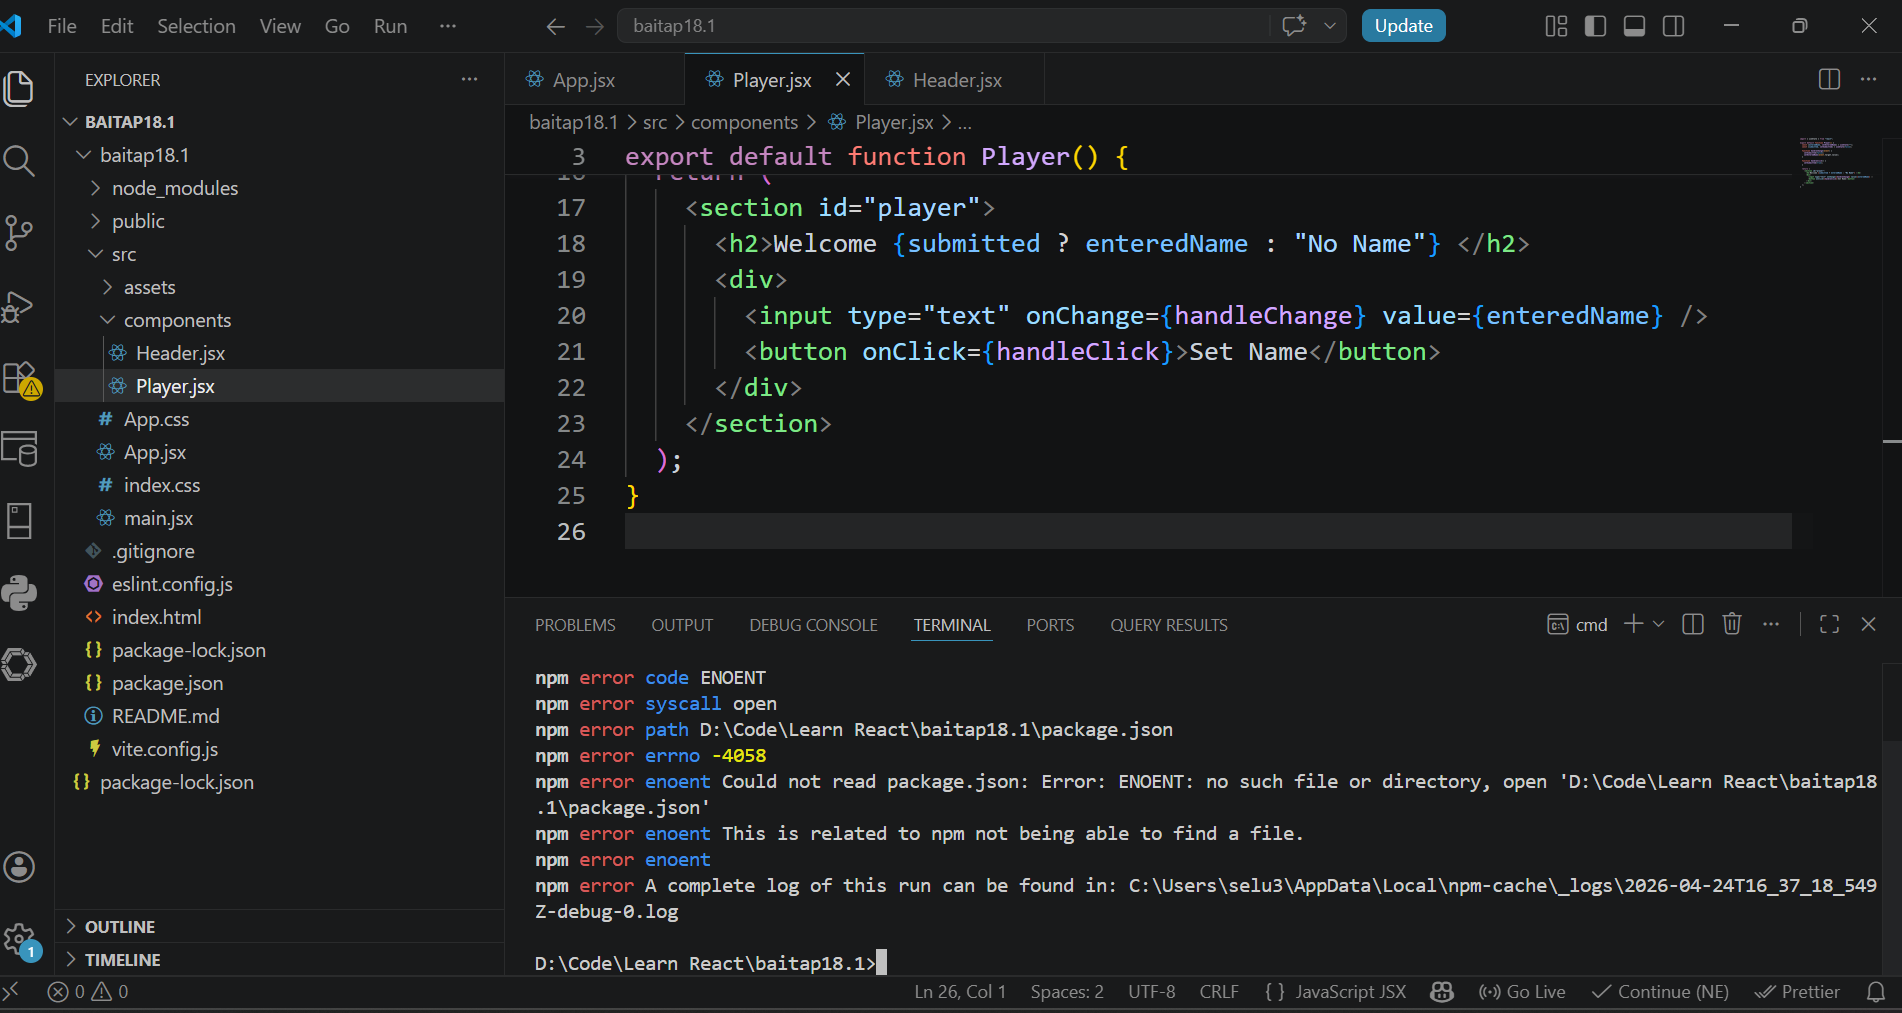 File Edit Selection View Go Run ···
baitap18.1
Update
EXPLORER
BAITAP18.1
baitap18.1
node_modules
public
src
assets
components
Header.jsx
Player.jsx
App.css
App.jsx
index.css
main.jsx
.gitignore
eslint.config.js
index.html
package-lock.json
package.json
README.md
vite.config.js
package-lock.json
OUTLINE
TIMELINE
App.jsx Player.jsx Header.jsx
baitap18.1 > src > components > Player.jsx > ...
3 export default function Player() {
16 return (
17 <section id="player">
18 <h2>Welcome {submitted ? enteredName : "No Name"} </h2>
19 <div>
20 <input type="text" onChange={handleChange} value={enteredName} />
21 <button onClick={handleClick}>Set Name</button>
22 </div>
23 </section>
24 );
25 }
26
PROBLEMS OUTPUT DEBUG CONSOLE TERMINAL PORTS QUERY RESULTS
cmd
npm error code ENOENT
npm error syscall open
npm error path D:\Code\Learn React\baitap18.1\package.json
npm error errno -4058
npm error enoent Could not read package.json: Error: ENOENT: no such file or directory, open 'D:\Code\Learn React\baitap18
.1\package.json'
npm error enoent This is related to npm not being able to find a file.
npm error enoent
npm error A complete log of this run can be found in: C:\Users\selu3\AppData\Local\npm-cache\_logs\2026-04-24T16_37_18_549
Z-debug-0.log
D:\Code\Learn React\baitap18.1>
1
0 0
Ln 26, Col 1 Spaces: 2 UTF-8 CRLF { } JavaScript JSX Go Live Continue (NE) Prettier